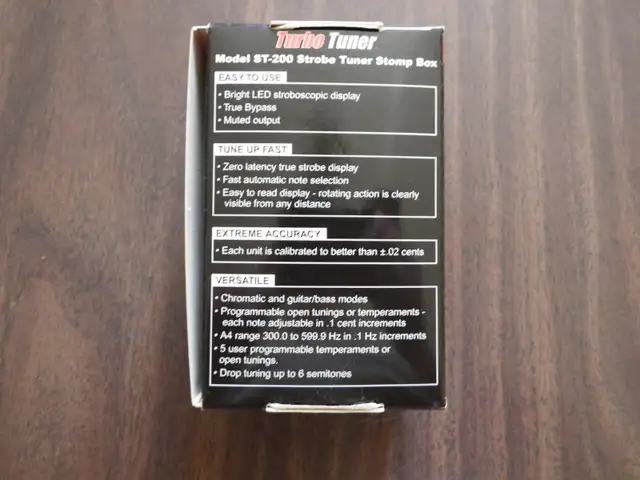 Turbo Tuner
Model ST-200 Strobe Tuner Stomp Box
EASY TO USE
• Bright LED stroboscopic display
• True Bypass
• Muted output
TUNE UP FAST
• Zero latency true strobe display
• Fast automatic note selection
• Easy to read display - rotating action is clearly
visible from any distance
EXTREME ACCURACY
• Each unit is calibrated to better than ±.02 cents
VERSATILE
• Chromatic and guitar/bass modes
• Programmable open tunings or temperaments -
each note adjustable in .1 cent increments
• A4 range 300.0 to 599.9 Hz in .1 Hz increments
• 5 user programmable temperaments or
open tunings.
• Drop tuning up to 6 semitones